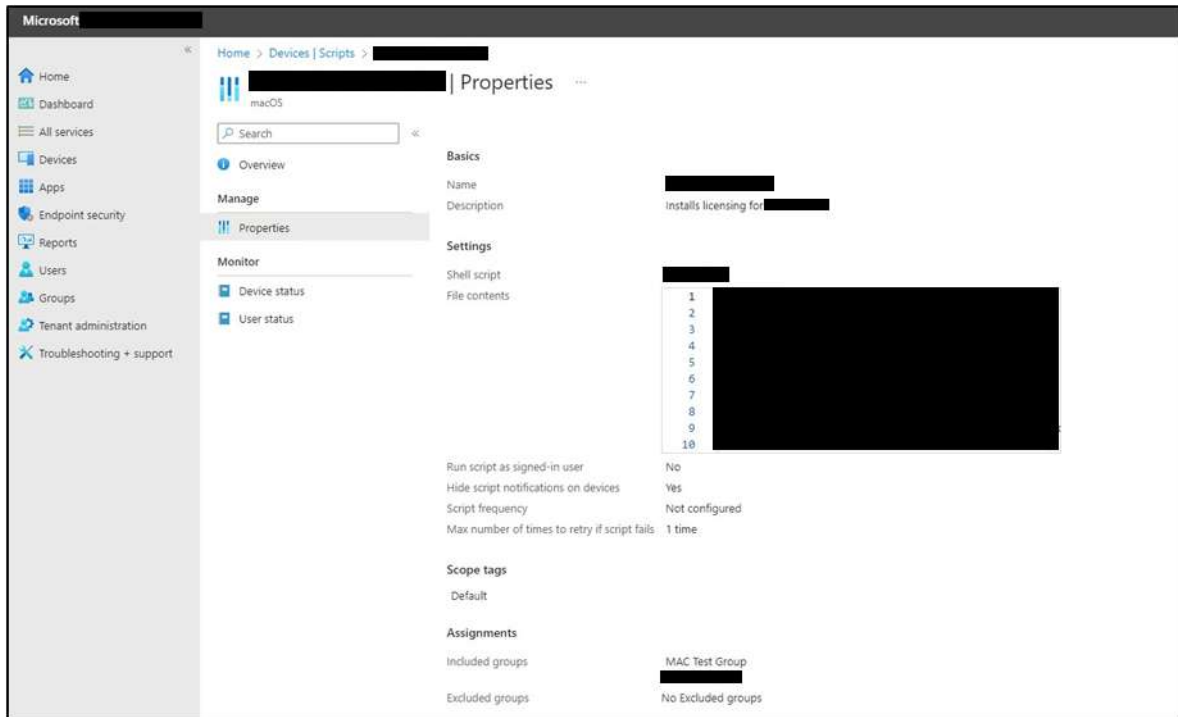 Microsoft
Home > Devices | Scripts >
| Properties ...
macOS
«
Home
Dashboard
All services
Devices
Apps
Endpoint security
Reports
Users
Groups
Tenant administration
Troubleshooting + support
Search
«
Overview
Manage
Properties
Monitor
Device status
User status
Basics
Name
Description Installs licensing for
Settings
Shell script
File contents
1
2
3
4
5
6
7
8
9
10
Run script as signed-in user No
Hide script notifications on devices Yes
Script frequency Not configured
Max number of times to retry if script fails 1 time
Scope tags
Default
Assignments
Included groups MAC Test Group
Excluded groups No Excluded groups